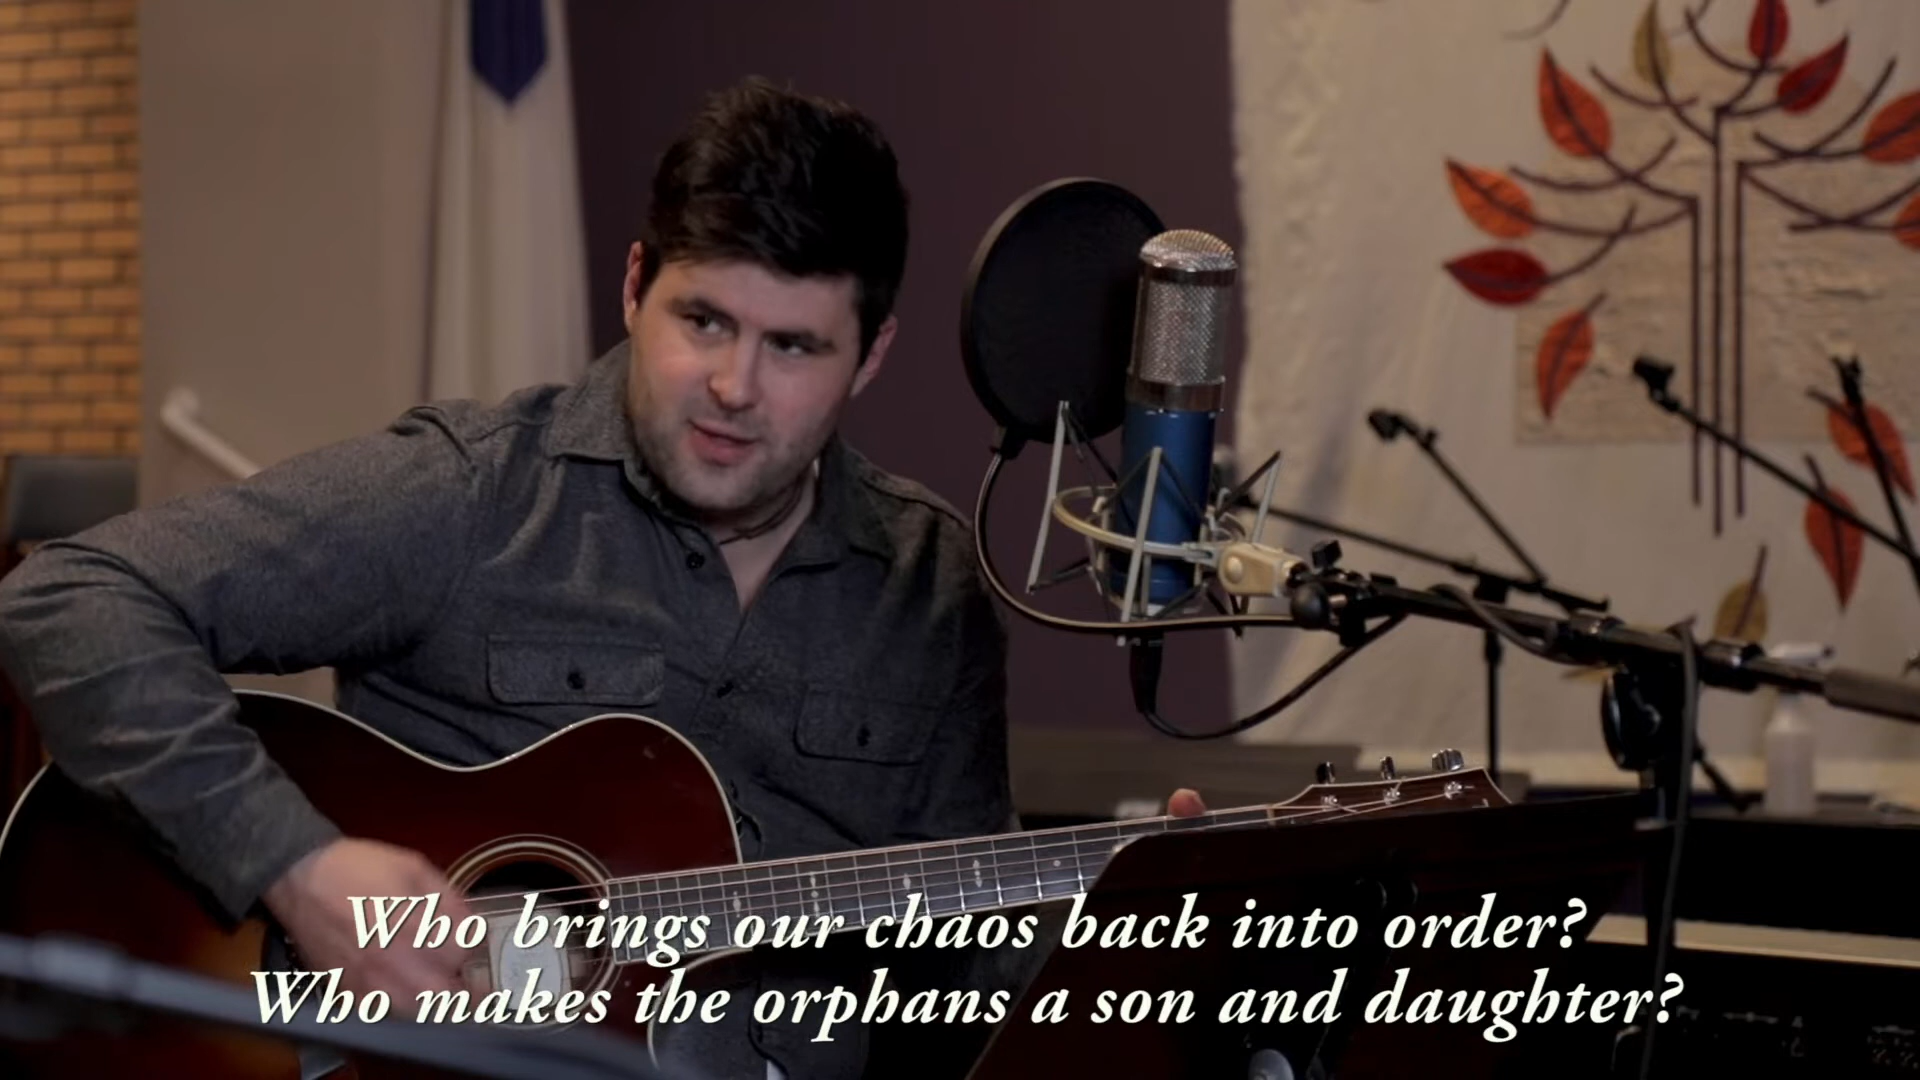 Who brings our chaos back into order?
Who makes the orphans a son and daughter?